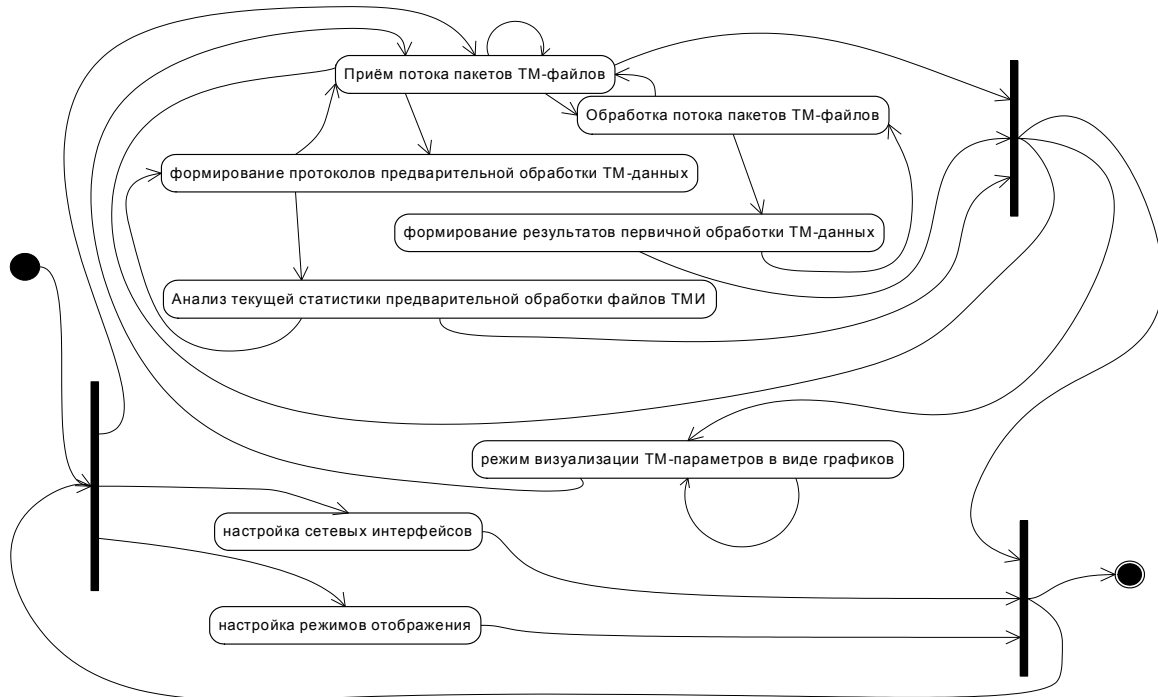 Приём потока пакетов ТМ-файлов
Обработка потока пакетов ТМ-файлов
формирование протоколов предварительной обработки ТМ-данных
формирование результатов первичной обработки ТМ-данных
Анализ текущей статистики предварительной обработки файлов ТМИ
режим визуализации ТМ-параметров в виде графиков
настройка сетевых интерфейсов
настройка режимов отображения